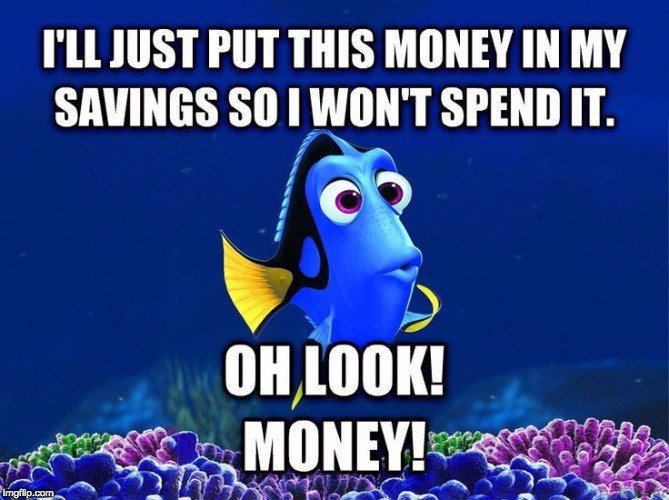 I'LL JUST PUT THIS MONEY IN MY
SAVINGS SO I WON'T SPEND IT.
OH LOOK!
MONEY!
imgflip.com